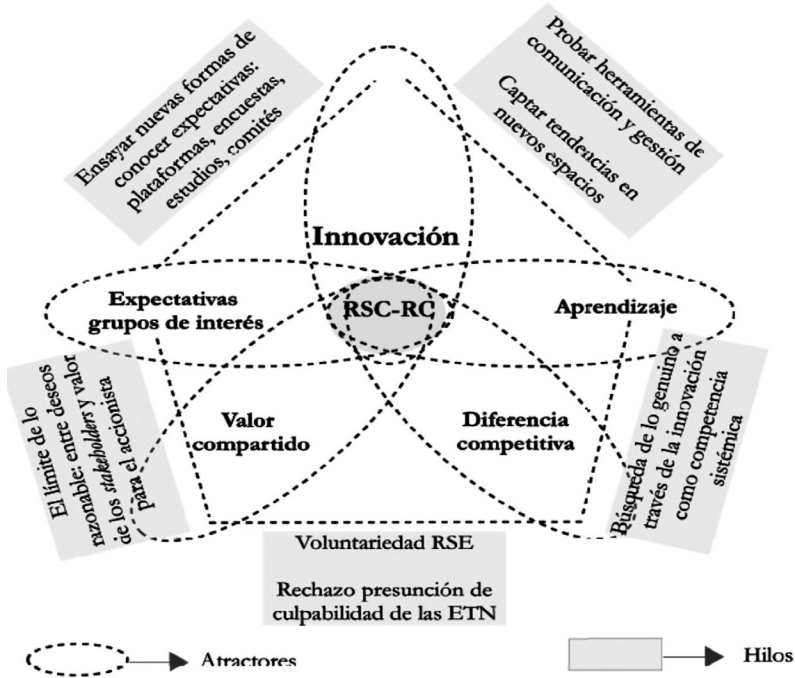 Ensayar nuevas formas de
conocer expectativas:
plataformas, encuestas,
estudios, comités
Probar herramientas de
comunicación y gestión
Captar tendencias en
nuevos espacios
Innovación
Expectativas
grupos de interés
RSC-RC
Aprendizaje
Valor
compartido
Diferencia
competitiva
El límite de lo
razonable: entre deseos
de los stakeholders y valor
para el accionista
Búsqueda de lo genuino a
través de la innovación
como competencia
sistémica
Voluntariedad RSE
Rechazo presunción de
culpabilidad de las ETN
Atractores
Hilos